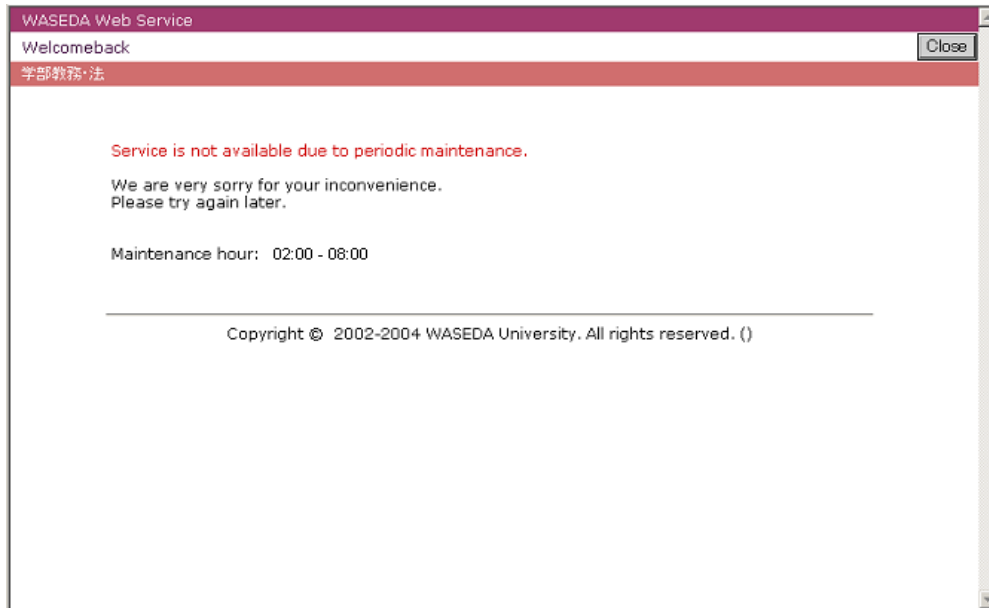 WASEDA Web Service
Welcomeback
Close
学部教務・法
Service is not available due to periodic maintenance.
We are very sorry for your inconvenience.
Please try again later.
Maintenance hour: 02:00 - 08:00
Copyright © 2002-2004 WASEDA University. All rights reserved. ()